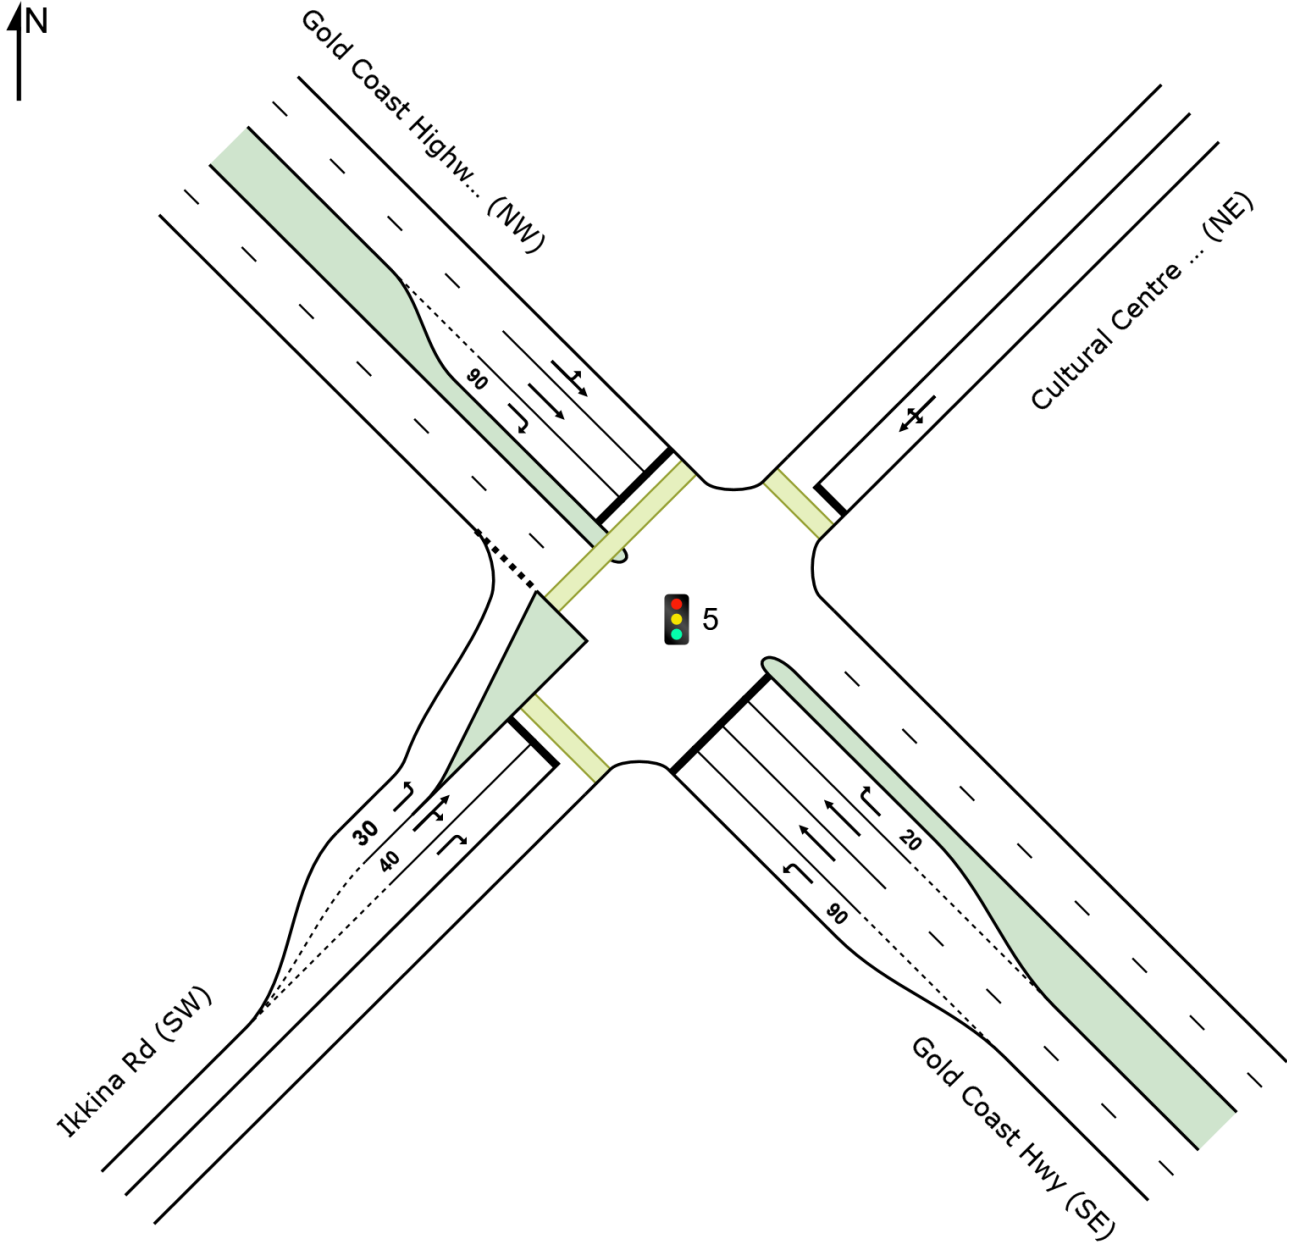 N
Gold Coast Highw... (NW)
Cultural Centre ... (NE)
90
5
30
40
20
90
Ikkina Rd (SW)
Gold Coast Hwy (SE)